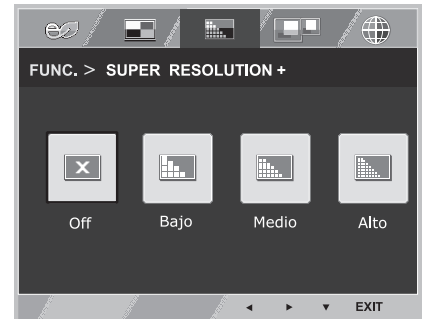 FUNC. > SUPER RESOLUTION +
Off Bajo Medio Alto
EXIT